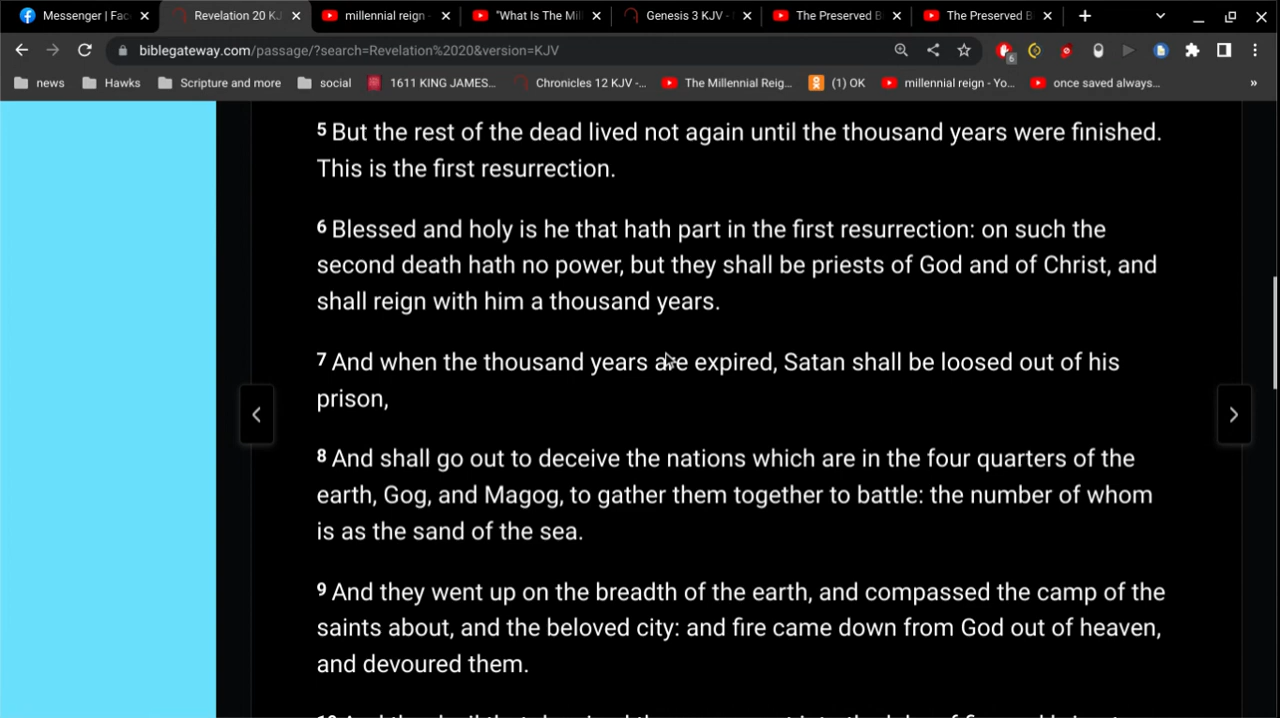 Messenger | Fac
Revelation 20 KJ
millennial reign -
"What Is The Mil
Genesis 3 KJV -
The Preserved B
The Preserved B
biblegateway.com/passage/?search=Revelation%2020&version=KJV
6
news
Hawks
Scripture and more
social
1611 KING JAMES...
Chronicles 12 KJV -...
The Millennial Reig...
(1) OK
millennial reign - Yo...
once saved always...
»
5 But the rest of the dead lived not again until the thousand years were finished.
This is the first resurrection.
6 Blessed and holy is he that hath part in the first resurrection: on such the
second death hath no power, but they shall be priests of God and of Christ, and
shall reign with him a thousand years.
7 And when the thousand years are expired, Satan shall be loosed out of his
prison,
8 And shall go out to deceive the nations which are in the four quarters of the
earth, Gog, and Magog, to gather them together to battle: the number of whom
is as the sand of the sea.
9 And they went up on the breadth of the earth, and compassed the camp of the
saints about, and the beloved city: and fire came down from God out of heaven,
and devoured them.